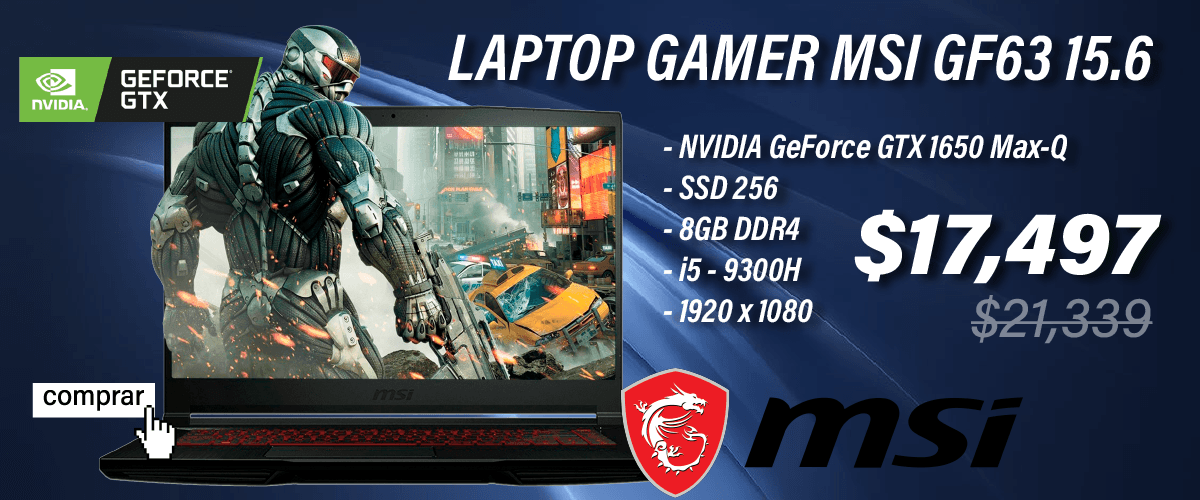 LAPTOP GAMER MSI GF63 15.6
NVIDIA.
GEFORCE
GTX
- NVIDIA GeForce GTX 1650 Max-Q
- SSD 256
- 8GB DDR4
- i5 - 9300H
- 1920 x 1080
$17,497
$21,339
TAXI
msi
comprar
msi